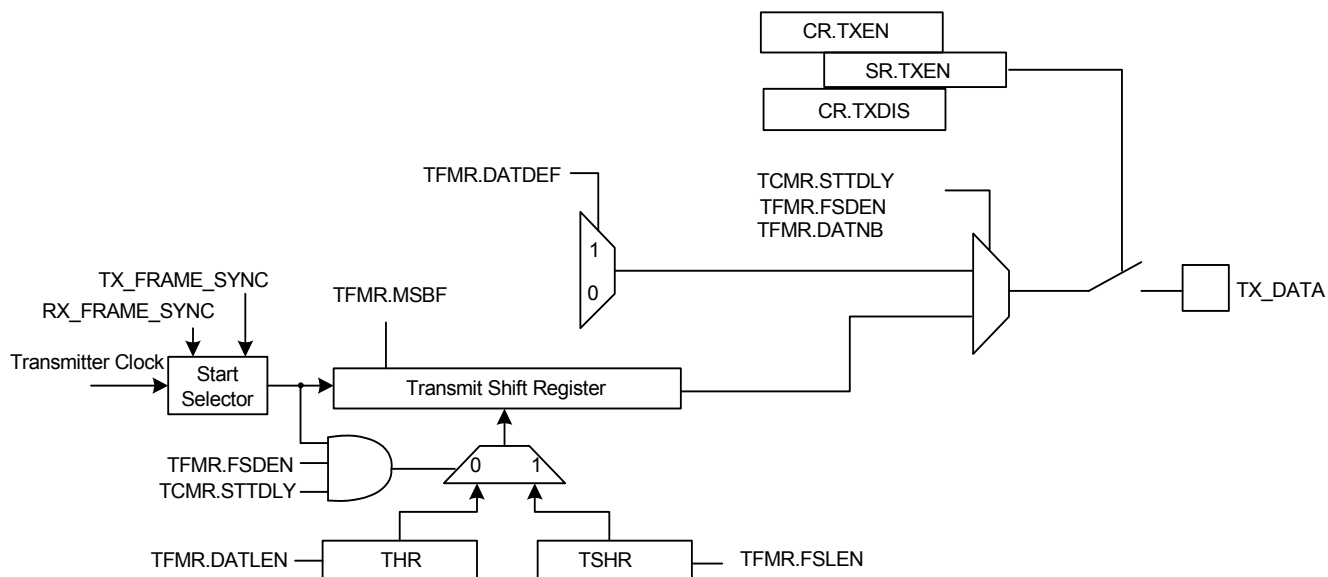 CR.TXEN
SR.TXEN
CR.TXDIS
TFMR.DATDEF
1
0
TCMR.STTDLY
TFMR.FSDEN
TFMR.DATNB
TX_DATA
TX_FRAME_SYNC
RX_FRAME_SYNC
Transmitter Clock
Start
Selector
TFMR.MSBF
Transmit Shift Register
TFMR.FSDEN
TCMR.STTDLY
0 1
TFMR.DATLEN
THR
TSHR
TFMR.FSLEN